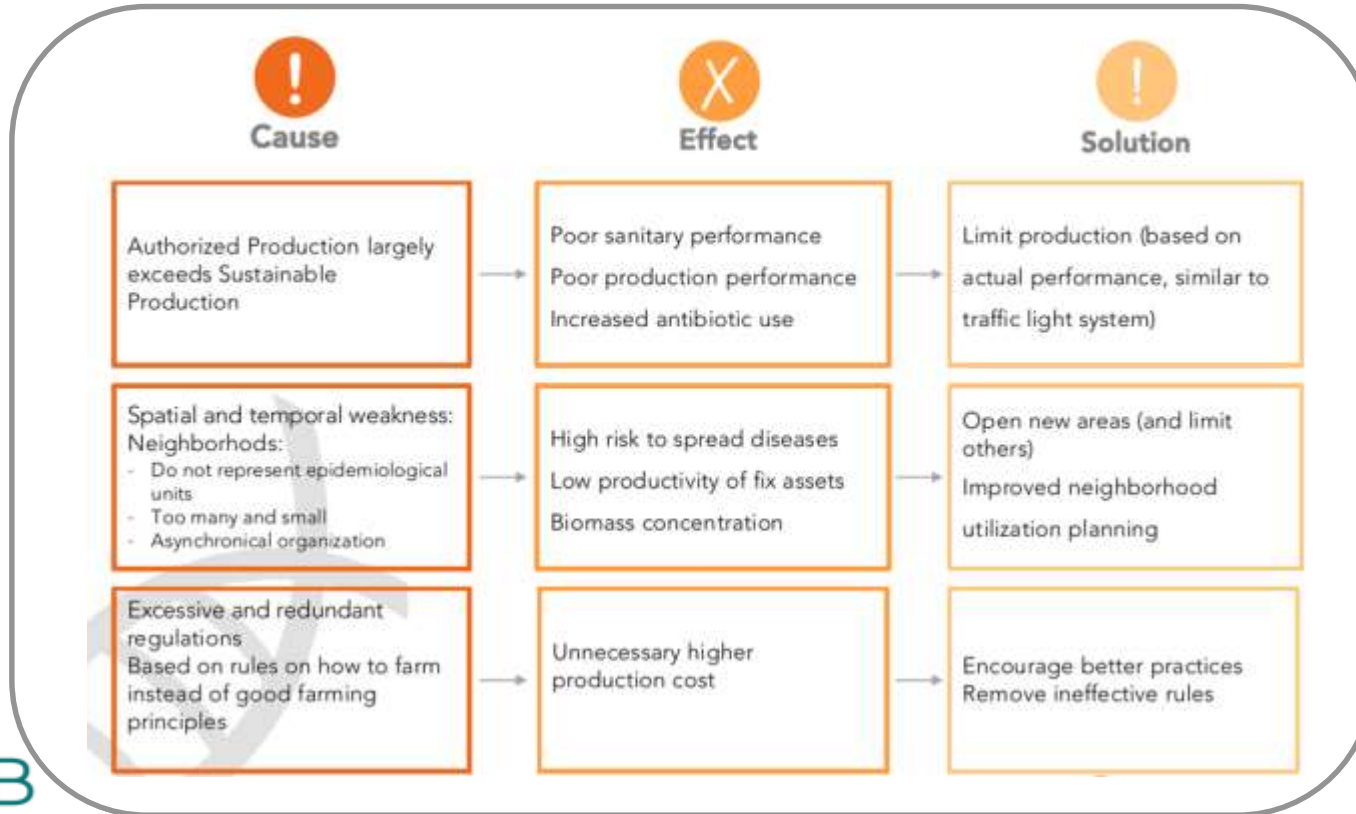 !
X
!
Cause
Effect
Solution
Authorized Production largely
exceeds Sustainable
Production
Poor sanitary performance
Poor production performance
Increased antibiotic use
Limit production (based on
actual performance, similar to
traffic light system)
Spatial and temporal weakness:
Neighborhods:
- Do not represent epidemiological
units
- Too many and small
- Asynchronical organization
High risk to spread diseases
Low productivity of fix assets
Biomass concentration
Open new areas (and limit
others)
Improved neighborhood
utilization planning
Excessive and redundant
regulations
Based on rules on how to farm
instead of good farming
principles
Unnecessary higher
production cost
Encourage better practices
Remove ineffective rules
B